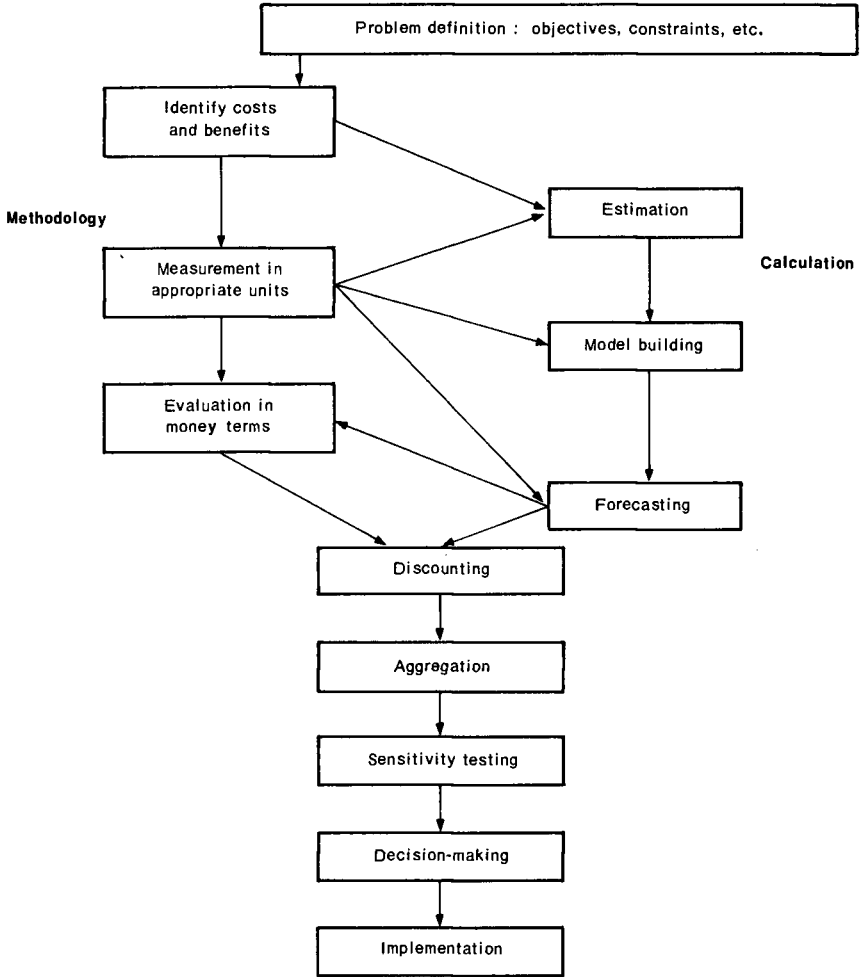 Problem definition : objectives, constraints, etc.
Identify costs
and benefits
Estimation
Methodology
Calculation
Measurement in
appropriate units
Model building
Evaluation in
money terms
Forecasting
Discounting
Aggregation
Sensitivity testing
Decision-making
Implementation